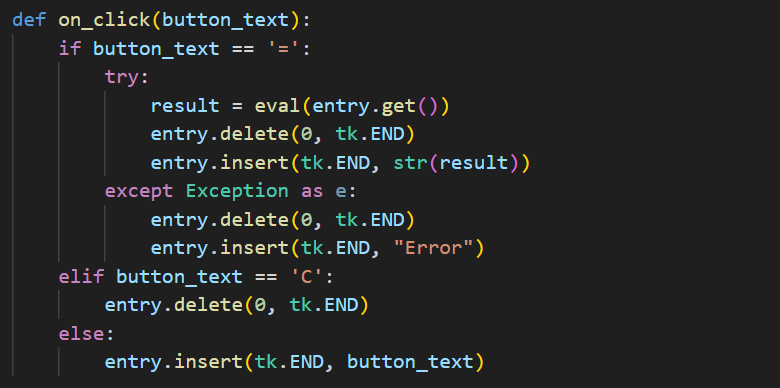 def on_click(button_text):
    if button_text == '=':
        try:
            result = eval(entry.get())
            entry.delete(0, tk.END)
            entry.insert(tk.END, str(result))
        except Exception as e:
            entry.delete(0, tk.END)
            entry.insert(tk.END, "Error")
    elif button_text == 'C':
        entry.delete(0, tk.END)
    else:
        entry.insert(tk.END, button_text)